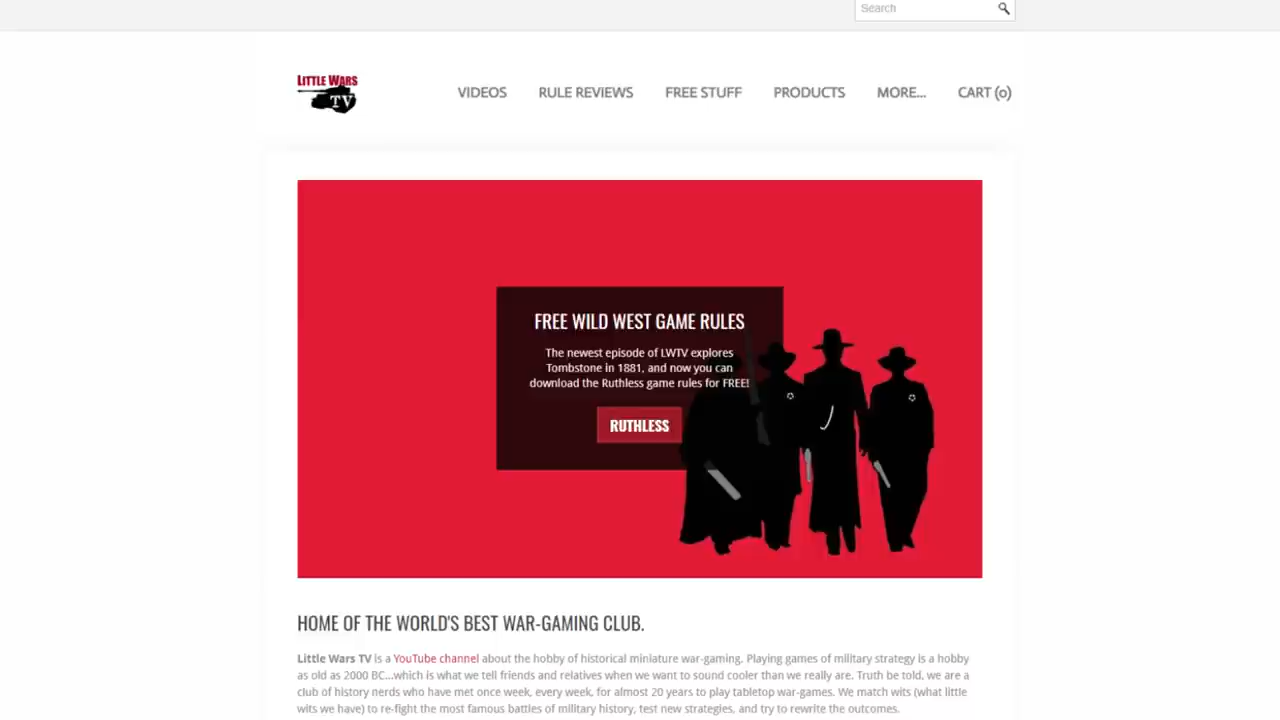 Search
LITTLE WARS
TV
VIDEOS RULE REVIEWS FREE STUFF PRODUCTS MORE... CART (0)
FREE WILD WEST GAME RULES
The newest episode of LWTV explores
Tombstone in 1881, and now you can
download the Ruthless game rules for FREE!
RUTHLESS
HOME OF THE WORLD'S BEST WAR-GAMING CLUB.
Little Wars TV is a YouTube channel about the hobby of historical miniature war-gaming. Playing games of military strategy is a hobby
as old as 2000 BC...which is what we tell friends and relatives when we want to sound cooler than we really are. Truth be told, we are a
club of history nerds who have met once week, every week, for almost 20 years to play tabletop war-games. We match wits (what little
wits we have) to re-fight the most famous battles of military history, test new strategies, and try to rewrite the outcomes.